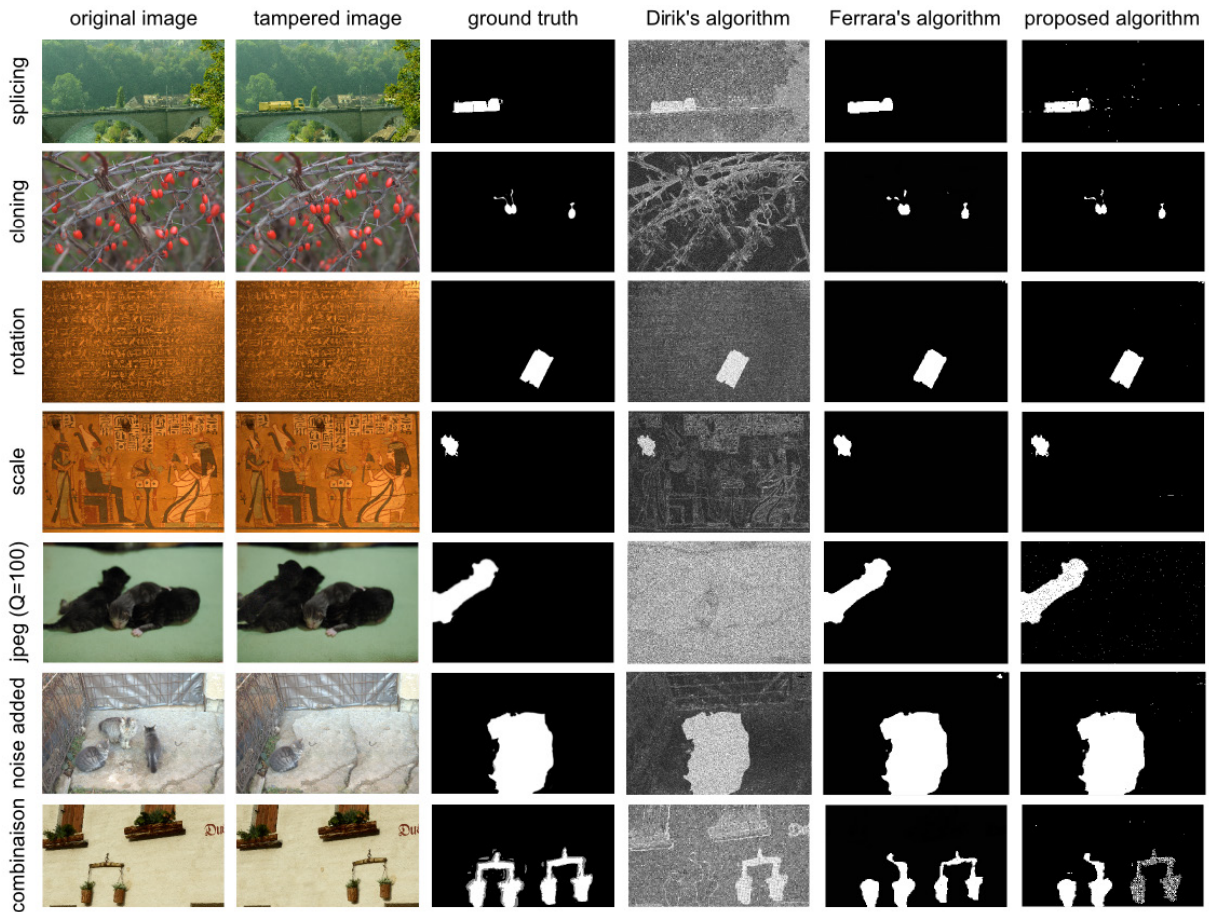 original image
tampered image
ground truth
Dirik's algorithm
Ferrara's algorithm
proposed algorithm
splicing
cloning
rotation
scale
jpeg (Q=100)
noise added
combinaison